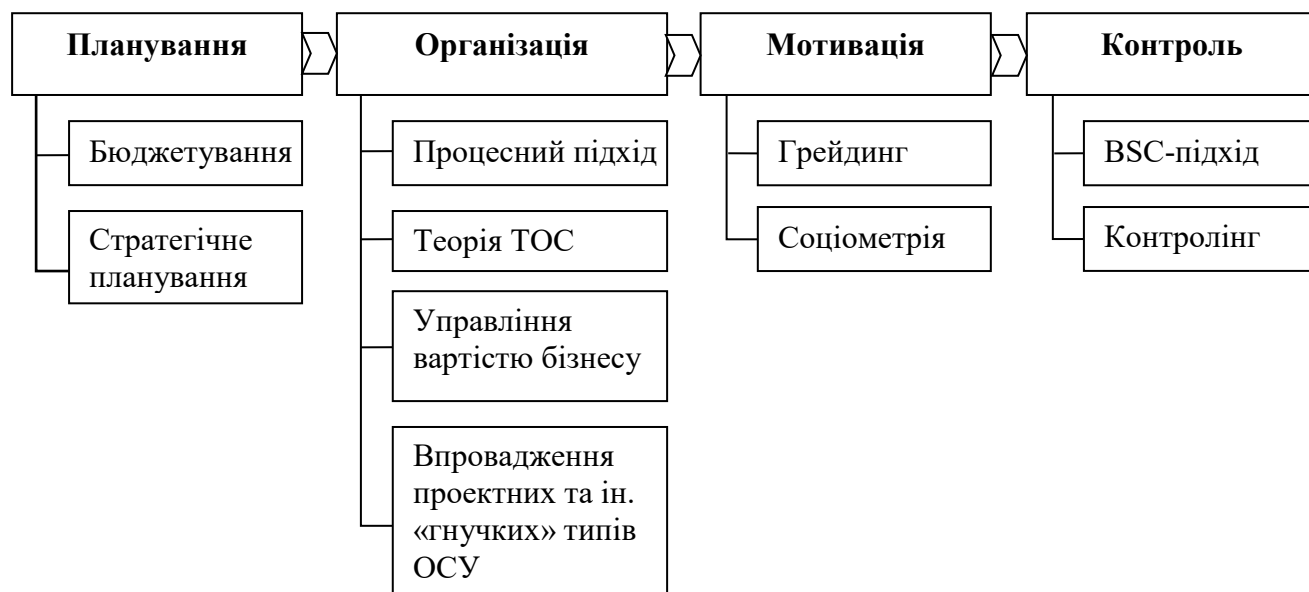 Планування
Організація
Мотивація
Контроль
Бюджетування
Стратегічне
планування
Процесний підхід
Теорія ТОС
Управління
вартістю бізнесу
Впровадження
проектних та ін.
«гнучких» типів
ОСУ
Грейдинг
Соціометрія
BSC-підхід
Контролінг